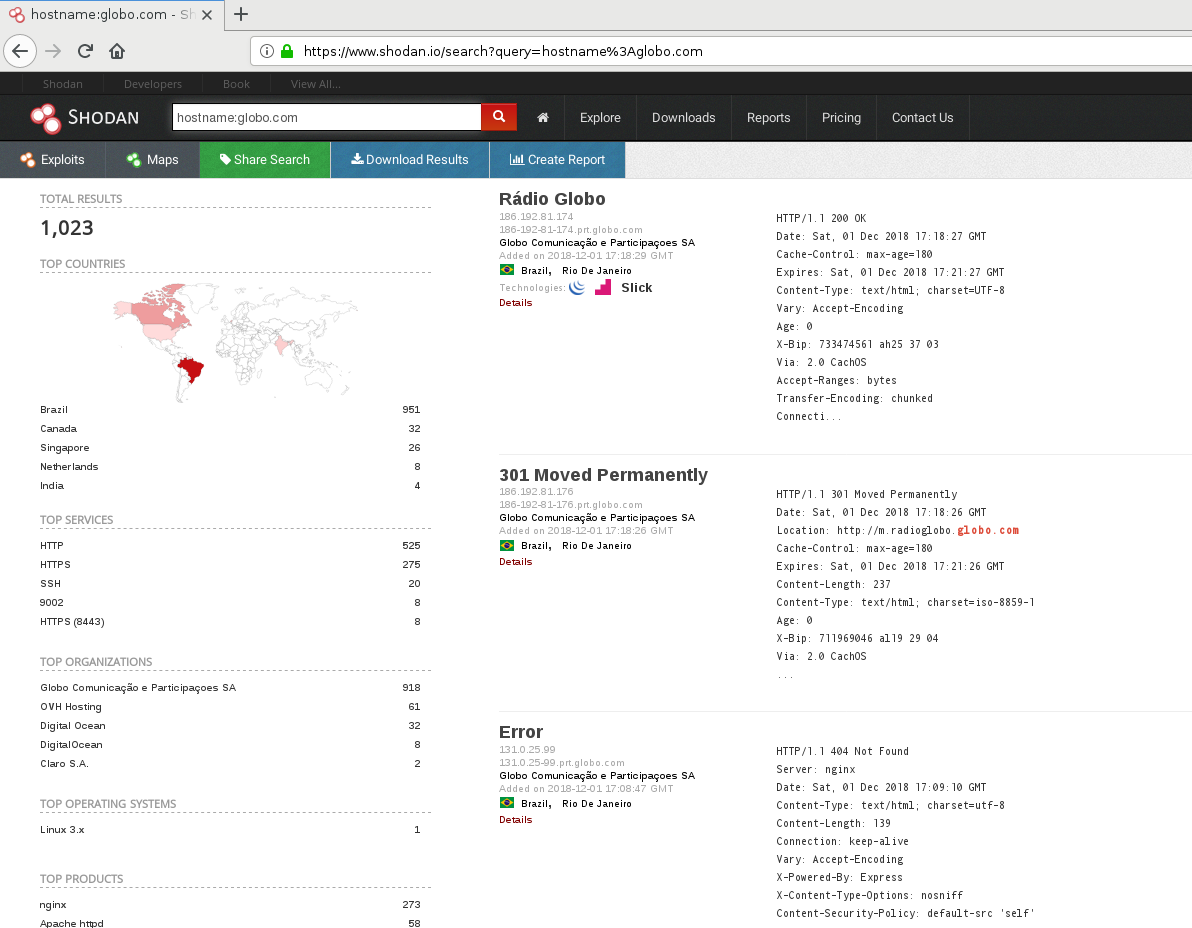 hostname:globo.com - Sh
https://www.shodan.io/search?query=hostname%3Aglobo.com
Shodan Developers Book View All...
SHODAN
hostname:globo.com
Explore Downloads Reports Pricing Contact Us
Exploits Maps Share Search Download Results Create Report
TOTAL RESULTS
1,023
TOP COUNTRIES
Brazil 951
Canada 32
Singapore 26
Netherlands 8
India 4
TOP SERVICES
HTTP 525
HTTPS 275
SSH 20
9002 8
HTTPS (8443) 8
TOP ORGANIZATIONS
Globo Comunicação e Participaçoes SA 918
OVH Hosting 61
Digital Ocean 32
DigitalOcean 8
Claro S.A. 2
TOP OPERATING SYSTEMS
Linux 3.x 1
TOP PRODUCTS
nginx 273
Apache httpd 58
Rádio Globo
186.192.81.174
186-192-81-174.prt.globo.com
Globo Comunicação e Participaçoes SA
Added on 2018-12-01 17:18:29 GMT
Brazil, Rio De Janeiro
Technologies: Slick
Details
HTTP/1.1 200 OK
Date: Sat, 01 Dec 2018 17:18:27 GMT
Cache-Control: max-age=180
Expires: Sat, 01 Dec 2018 17:21:27 GMT
Content-Type: text/html; charset=UTF-8
Vary: Accept-Encoding
Age: 0
X-Bip: 733474561 ah25 37 03
Via: 2.0 CachOS
Accept-Ranges: bytes
Transfer-Encoding: chunked
Connecti...
301 Moved Permanently
186.192.81.176
186-192-81-176.prt.globo.com
Globo Comunicação e Participaçoes SA
Added on 2018-12-01 17:18:26 GMT
Brazil, Rio De Janeiro
Details
HTTP/1.1 301 Moved Permanently
Date: Sat, 01 Dec 2018 17:18:26 GMT
Location: http://m.radioglobo.globo.com
Cache-Control: max-age=180
Expires: Sat, 01 Dec 2018 17:21:26 GMT
Content-Length: 237
Content-Type: text/html; charset=iso-8859-1
Age: 0
X-Bip: 711969046 al19 29 04
Via: 2.0 CachOS
...
Error
131.0.25.99
131.0.25-99.prt.globo.com
Globo Comunicação e Participaçoes SA
Added on 2018-12-01 17:08:47 GMT
Brazil, Rio De Janeiro
Details
HTTP/1.1 404 Not Found
Server: nginx
Date: Sat, 01 Dec 2018 17:09:10 GMT
Content-Type: text/html; charset=utf-8
Content-Length: 139
Connection: keep-alive
Vary: Accept-Encoding
X-Powered-By: Express
X-Content-Type-Options: nosniff
Content-Security-Policy: default-src 'self'